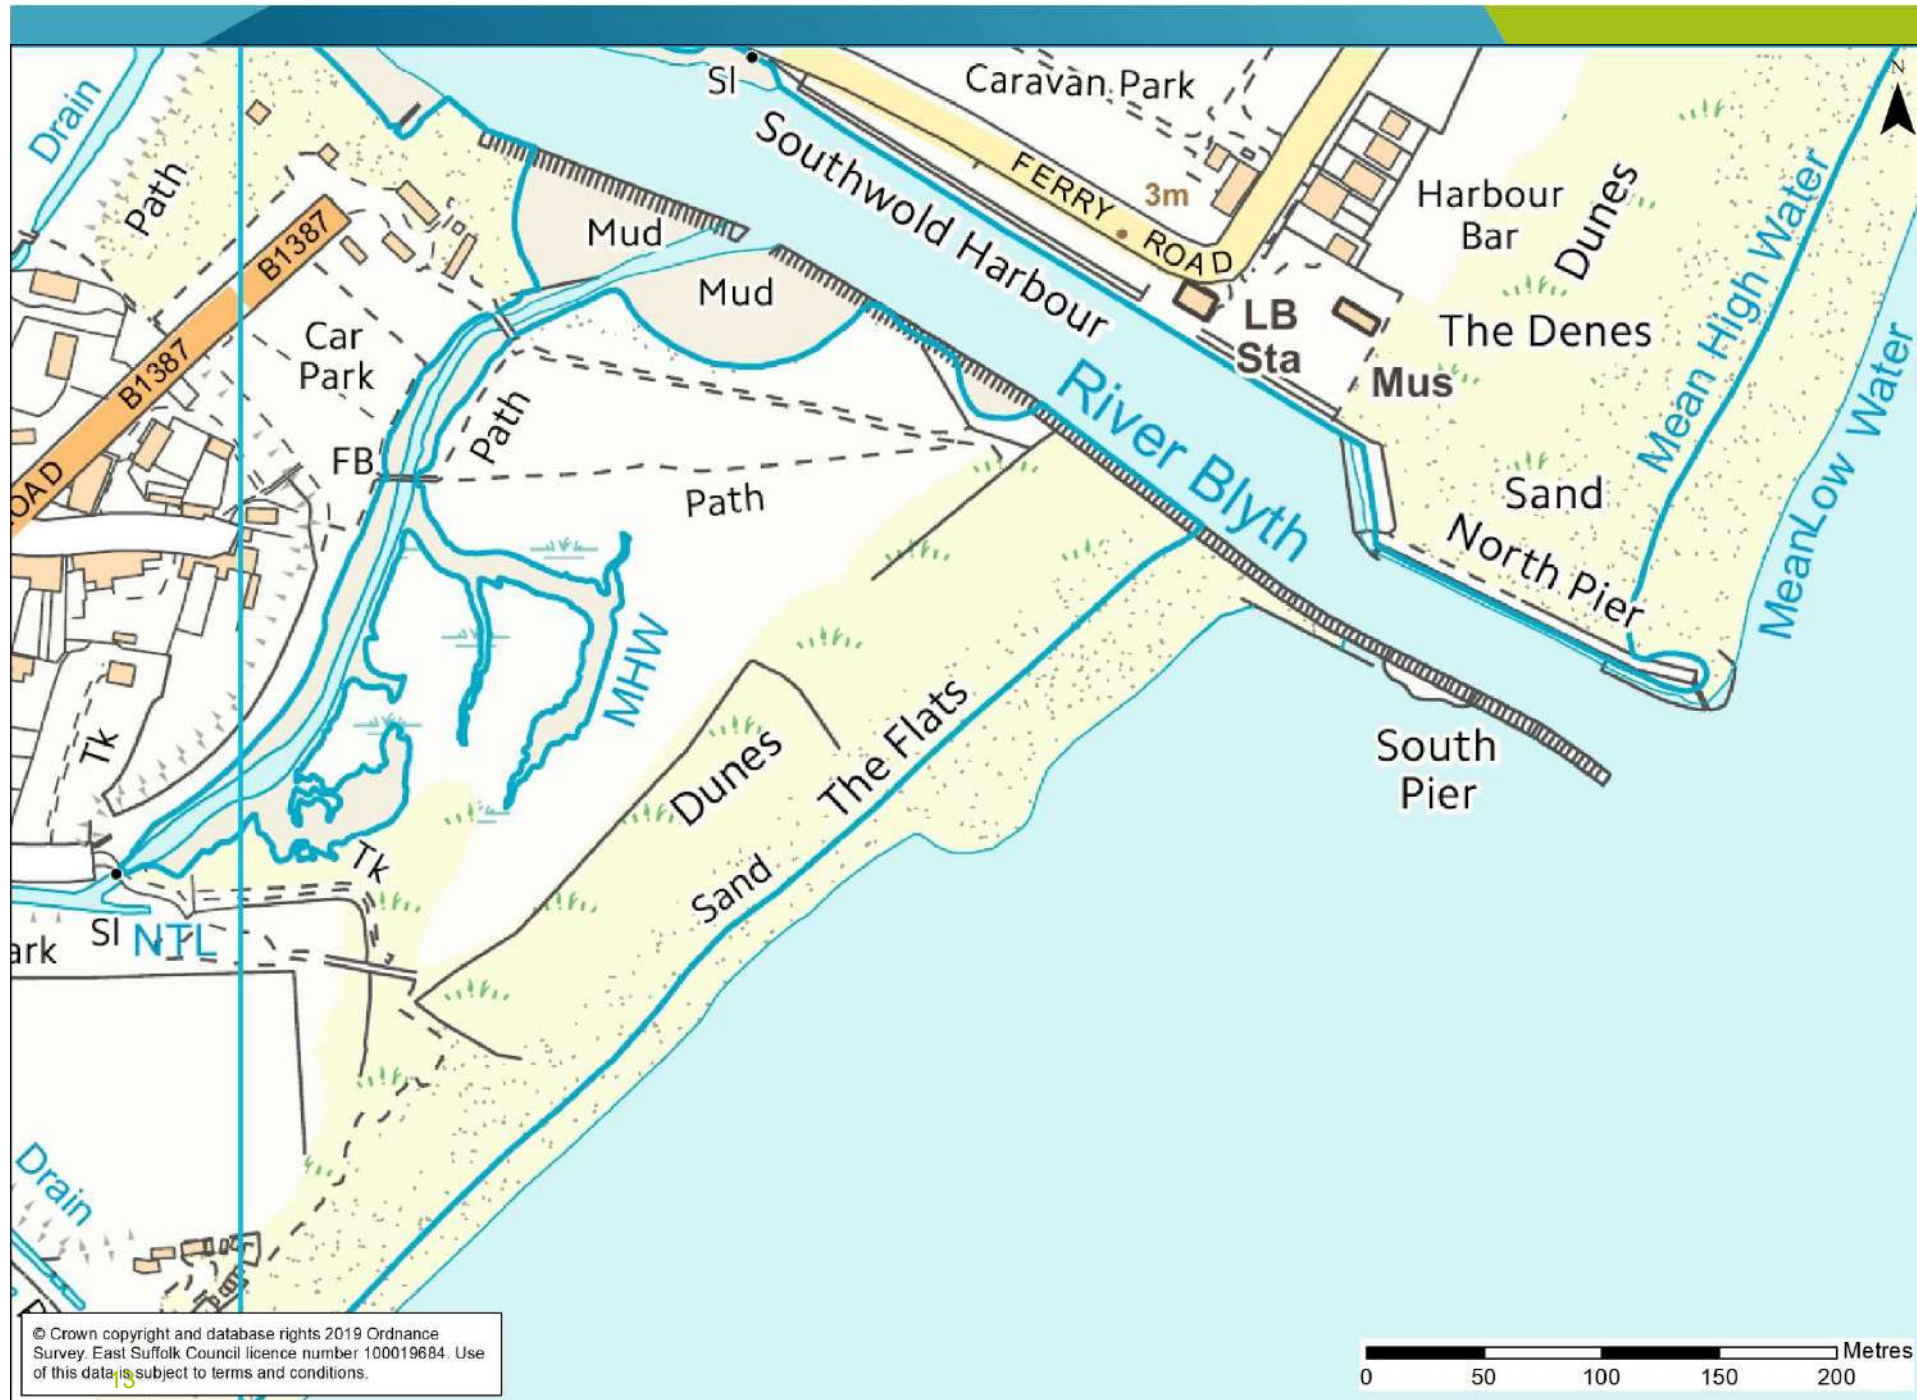 N
Drain
Sl
Caravan Park
Path
Southwold Harbour
FERRY
ROAD
3m
Harbour
Bar
Dunes
Mean High Water
B1387
Mud
Mud
Car
Park
B1387
LB
Sta
Mus
The Denes
MeanLow Water
River Blyth
Path
FB
Path
OAD
Sand
North Pier
MHW
Tk
Dunes
The Flats
South
Pier
Sand
Tk
ark
Sl
NTL
Drain
© Crown copyright and database rights 2019 Ordnance
Survey. East Suffolk Council licence number 100019684. Use
of this data is subject to terms and conditions.
13
Metres
0 50 100 150 200